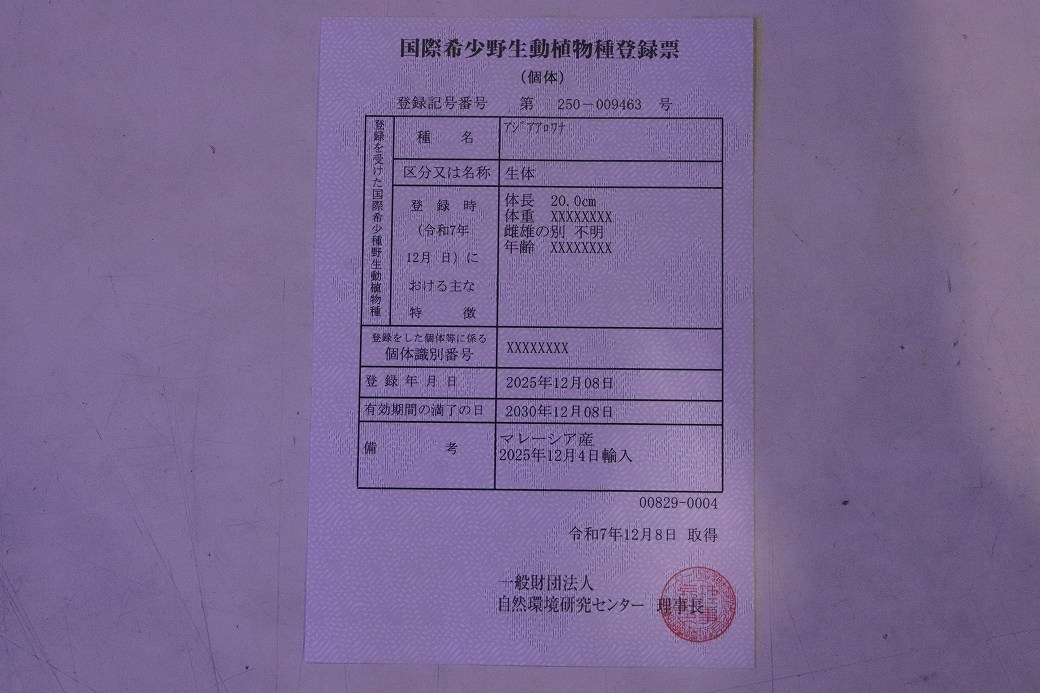 国際希少野生動植物種登録票
(個体)
登録記号番号 第 250-009463 号
登録を受けた国際希少種野生動植物種
種 名 アジアアロワナ
区分又は名称 生体
登 録 時
(令和7年
12月 日)に
おける主な
特 徴
体長 20.0cm
体重 XXXXXXXX
雌雄の別 不明
年齢 XXXXXXXX
登録をした個体等に係る
個体識別番号 XXXXXXXX
登 録 年 月 日 2025年12月08日
有効期間の満了の日 2030年12月08日
備 考
マレーシア産
2025年12月4日輸入
00829-0004
令和7年12月8日 取得
一般財団法人
自然環境研究センター 理事長